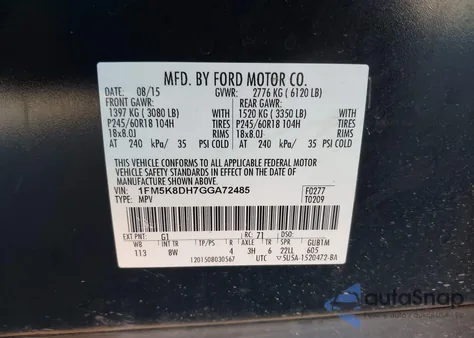 MFD. BY FORD MOTOR CO.
DATE: 08/15 GVWR: 2776 KG ( 6120 LB)
FRONT GAWR: REAR GAWR:
1397 KG ( 3080 LB) 1520 KG ( 3350 LB)
P245/60R18 104H TIRES P245/60R18 104H
18x8.0J RIMS 18x8.0J
AT 240 kPa/ 35 PSI COLD AT 240 kPa/ 35 PSI COLD
THIS VEHICLE CONFORMS TO ALL APPLICABLE FEDERAL MOTOR
VEHICLE SAFETY STANDARDS IN EFFECT ON THE DATE OF
MANUFACTURE SHOWN ABOVE.
VIN: 1FM5K8DH7GGA72485 F0277
TYPE: MPV T0209
EXT PNT: G1 RC: 71 DSO:
WB INT TR TP/PS R AXLE TR SPR GUBTM
113 8W 4 3H 6 22LL 605
1201508030567 UTC 5U5A-1520472-BA
autoSnap